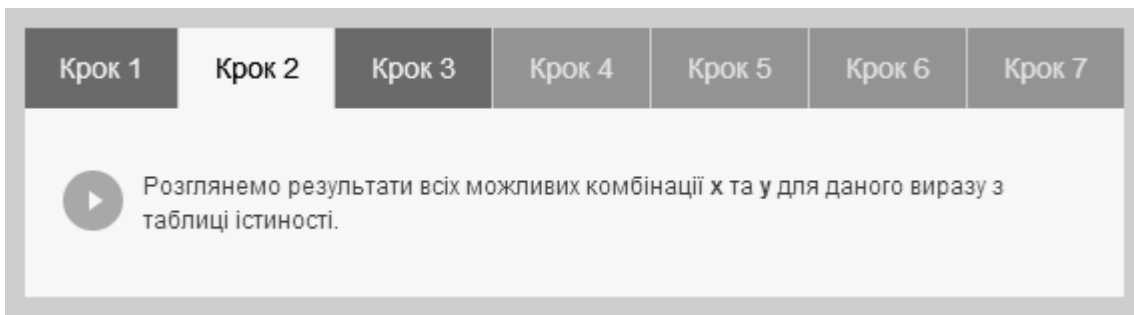 Крок 1 Крок 2 Крок 3 Крок 4 Крок 5 Крок 6 Крок 7
Розглянемо результати всіх можливих комбінації x та y для даного виразу з
таблиці істиності.